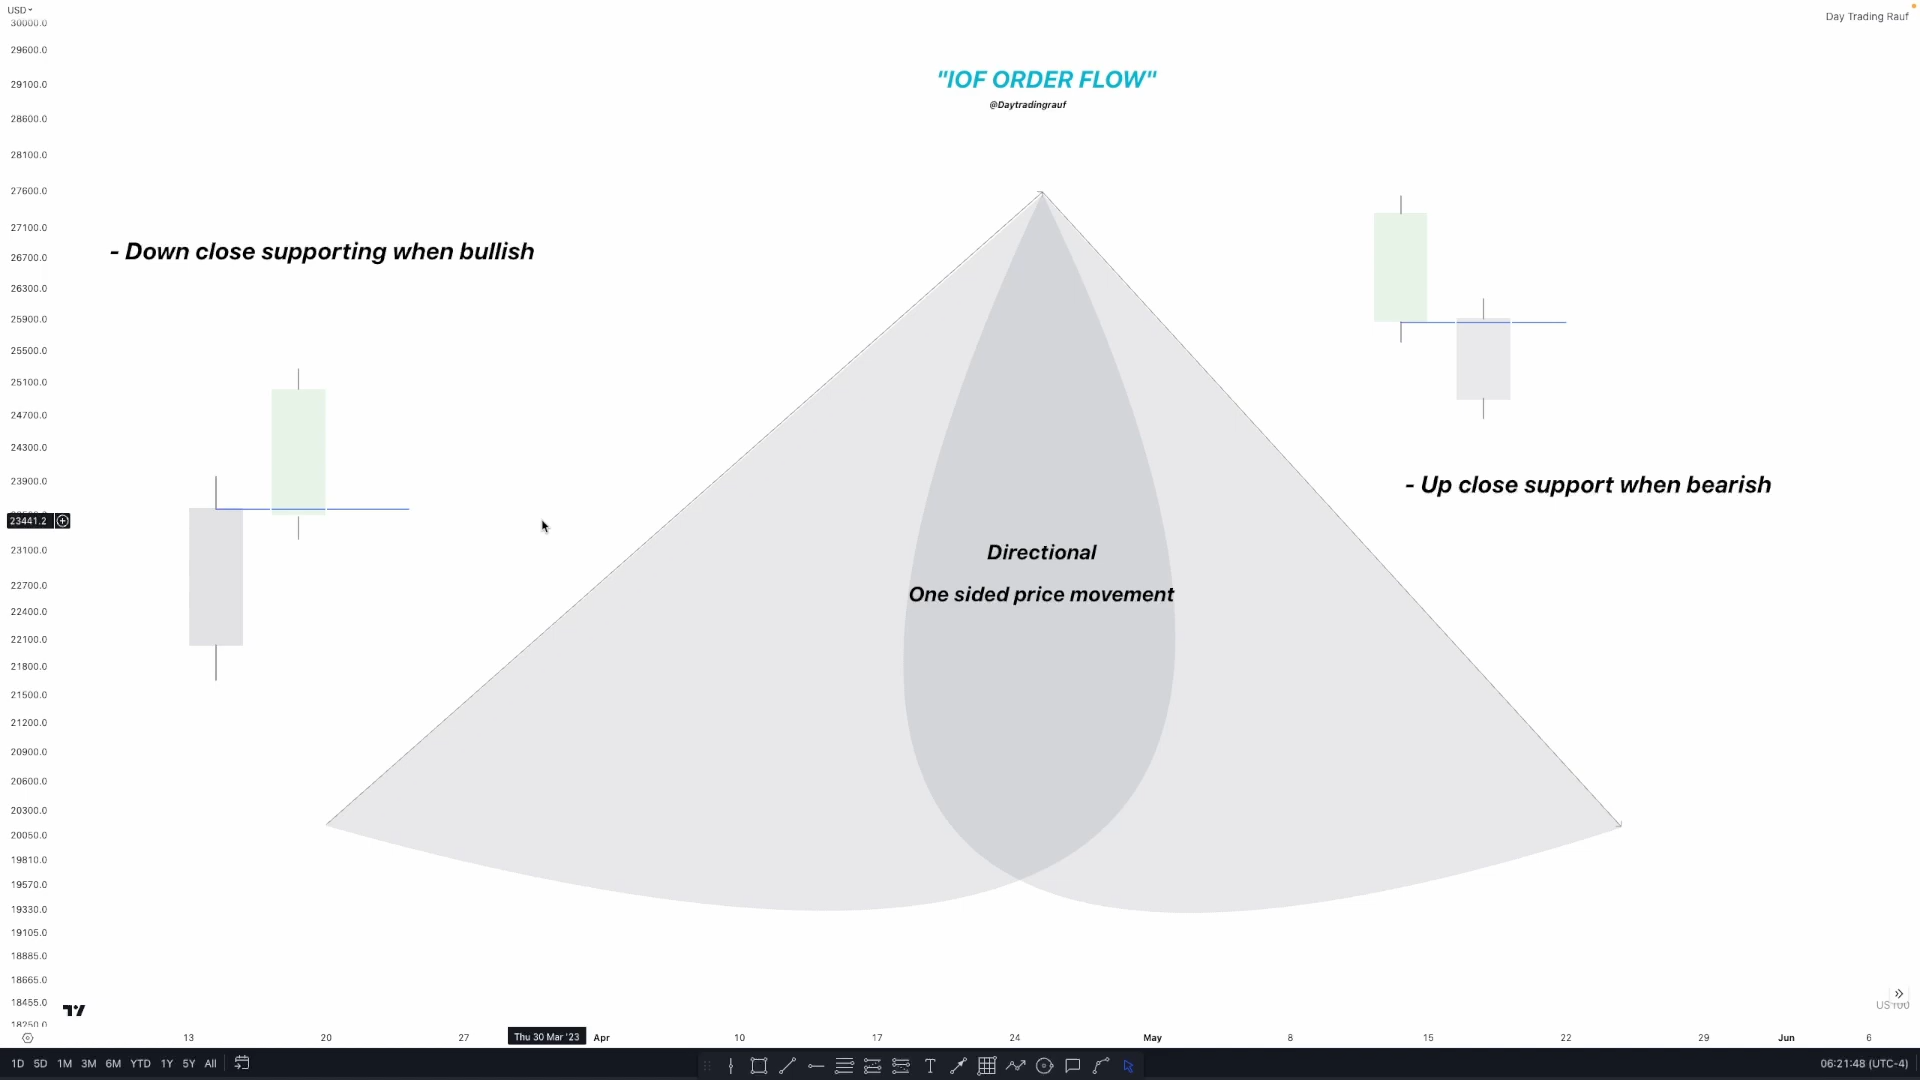 USD
Day Trading Rauf
30000.0
29600.0
29100.0
28600.0
28100.0
27600.0
27100.0
26700.0
26300.0
25900.0
25500.0
25100.0
24700.0
24300.0
23900.0
23441.2
23100.0
22700.0
22400.0
22100.0
21800.0
21500.0
21200.0
20900.0
20600.0
20300.0
20050.0
19810.0
19570.0
19330.0
19105.0
18885.0
18665.0
18455.0
18250.0
"IOF ORDER FLOW"
@Daytradingrauf
- Down close supporting when bullish
- Up close support when bearish
Directional
One sided price movement
US100
13 20 27 Thu 30 Mar '23 Apr 10 17 24 May 8 15 22 29 Jun 6
1D 5D 1M 3M 6M YTD 1Y 5Y All
06:21:48 (UTC-4)